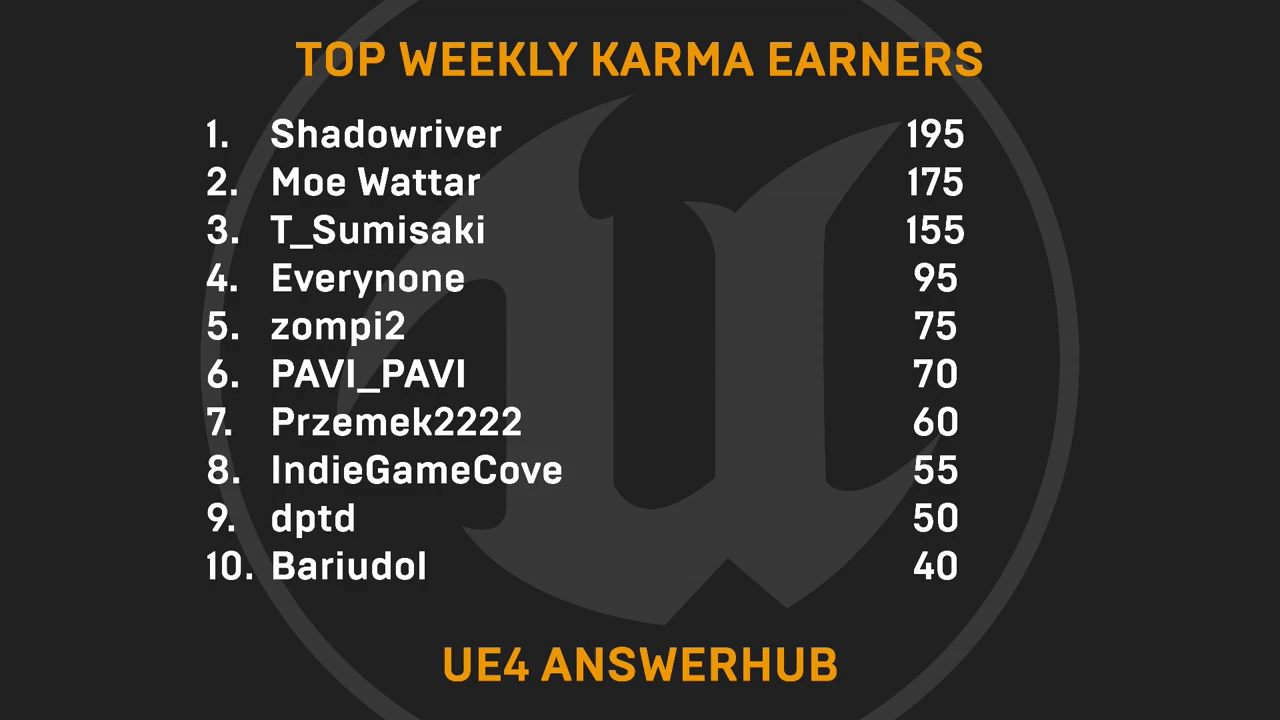 TOP WEEKLY KARMA EARNERS
1. Shadowriver 195
2. Moe Wattar 175
3. T_Sumisaki 155
4. Everynone 95
5. zompi2 75
6. PAVI_PAVI 70
7. Przemek2222 60
8. IndieGameCove 55
9. dptd 50
10. Bariudol 40
UE4 ANSWERHUB